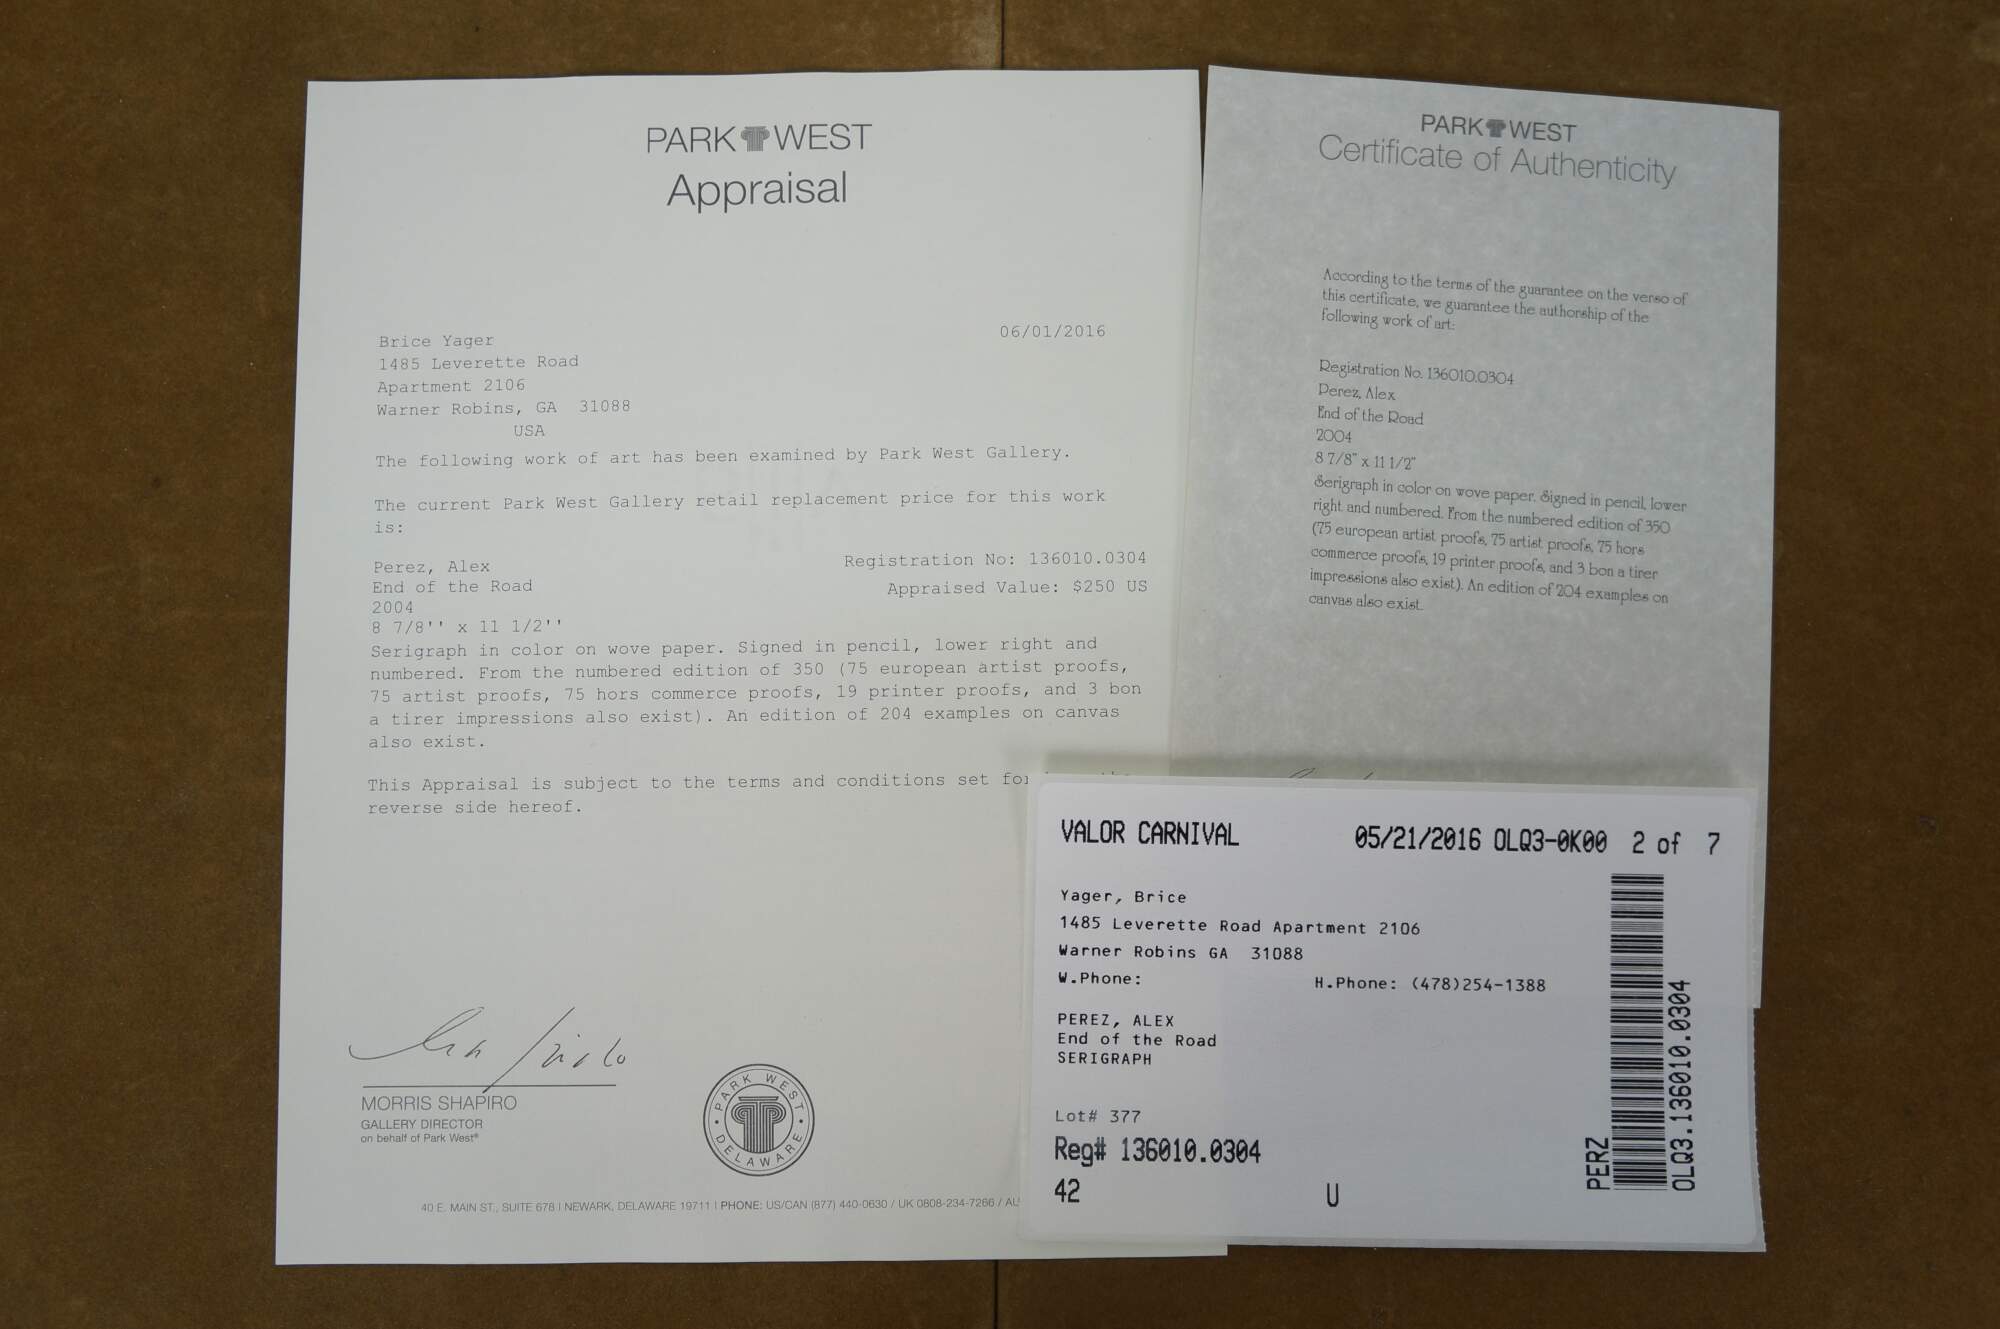 PARK WEST
Appraisal
Brice Yager
06/01/2016
1485 Leverette Road
Apartment 2106
Warner Robins, GA 31088
USA
The following work of art has been examined by Park West Gallery.
The current Park West Gallery retail replacement price for this work
is:
Perez, Alex
Registration No: 136010.0304
End of the Road
Appraised Value: $250 US
2004
8 7/8'' x 11 1/2''
Serigraph in color on wove paper. Signed in pencil, lower right and
numbered. From the numbered edition of 350 (75 european artist proofs,
75 artist proofs, 75 hors commerce proofs, 19 printer proofs, and 3 bon
a tirer impressions also exist). An edition of 204 examples on canvas
also exist.
This Appraisal is subject to the terms and conditions set
reverse side hereof.
MORRIS SHAPIRO
GALLERY DIRECTOR
on behalf of Park West®
PARK WEST
• DELAWARE •
40 E. MAIN ST., SUITE 678 | NEWARK, DELAWARE 19711 | PHONE: US/CAN (877) 440-0630 / UK 0808-234-7266 /
PARK WEST
Certificate of Authenticity
According to the terms of the guarantee on the verso of
this certificate, we guarantee the authorship of the
following work of art:
Registration No. 136010.0304
Perez, Alex
End of the Road
2004
8 7/8" x 11 1/2"
Serigraph in color on wove paper. Signed in pencil, lower
right and numbered. From the numbered edition of 350
(75 european artist proofs, 75 artist proofs, 75 hors
commerce proofs, 19 printer proofs, and 3 bon a tirer
impressions also exist). An edition of 204 examples on
canvas also exist.
VALOR CARNIVAL
05/21/2016 OLQ3-0K00 2 of 7
Yager, Brice
1485 Leverette Road Apartment 2106
Warner Robins GA 31088
W.Phone:
H.Phone: (478)254-1388
PEREZ, ALEX
End of the Road
SERIGRAPH
Lot# 377
Reg# 136010.0304
42
U
PERZ
OLQ3.136010.0304